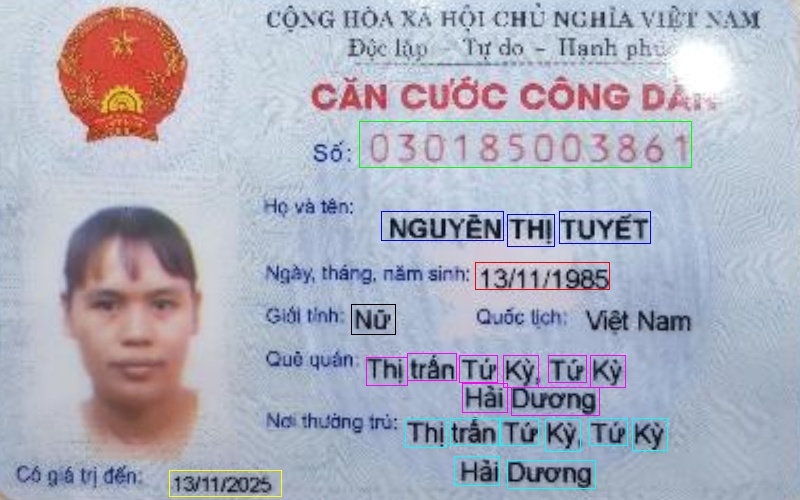 CỘNG HÒA XÃ HỘI CHỦ NGHĨA VIỆT NAM
Độc lập - Tự do - Hạnh phúc
CĂN CƯỚC CÔNG DÂN
Số: 030185003861
Họ và tên:
NGUYỄN THỊ TUYẾT
Ngày, tháng, năm sinh: 13/11/1985
Giới tính: Nữ Quốc tịch: Việt Nam
Quê quán: Thị trấn Tứ Kỳ, Tứ Kỳ
Hải Dương
Nơi thường trú: Thị trấn Tứ Kỳ, Tứ Kỳ
Hải Dương
Có giá trị đến: 13/11/2025